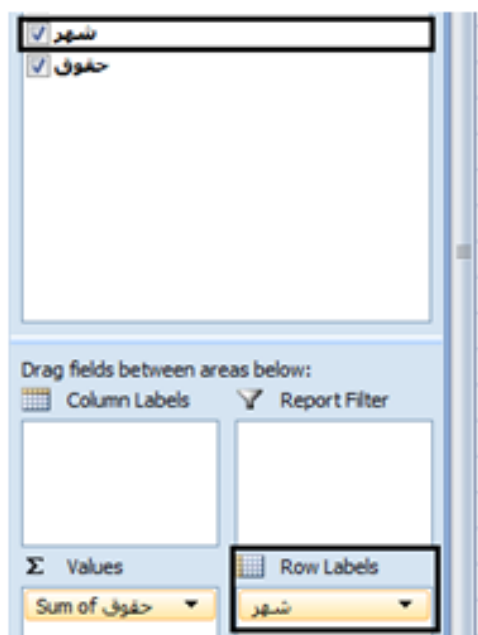 شهر
حقوق
Drag fields between areas below:
Column Labels
Report Filter
Σ Values
Row Labels
Sum of حقوق
شهر